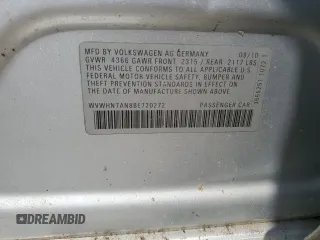 MFD BY VOLKSWAGEN AG GERMANY 08/10
GVWR 4366 GAWR FRONT 2315 / REAR 2117 LBS
THIS VEHICLE CONFORMS TO ALL APPLICABLE U.S.
FEDERAL MOTOR VEHICLE SAFETY, BUMPER AND
THEFT PREVENTION STANDARDS IN EFFECT ON THE
DATE OF MANUFACTURE SHOWN ABOVE
WVWHN7AN8BE720272 PASSENGER CAR
DREAMBID